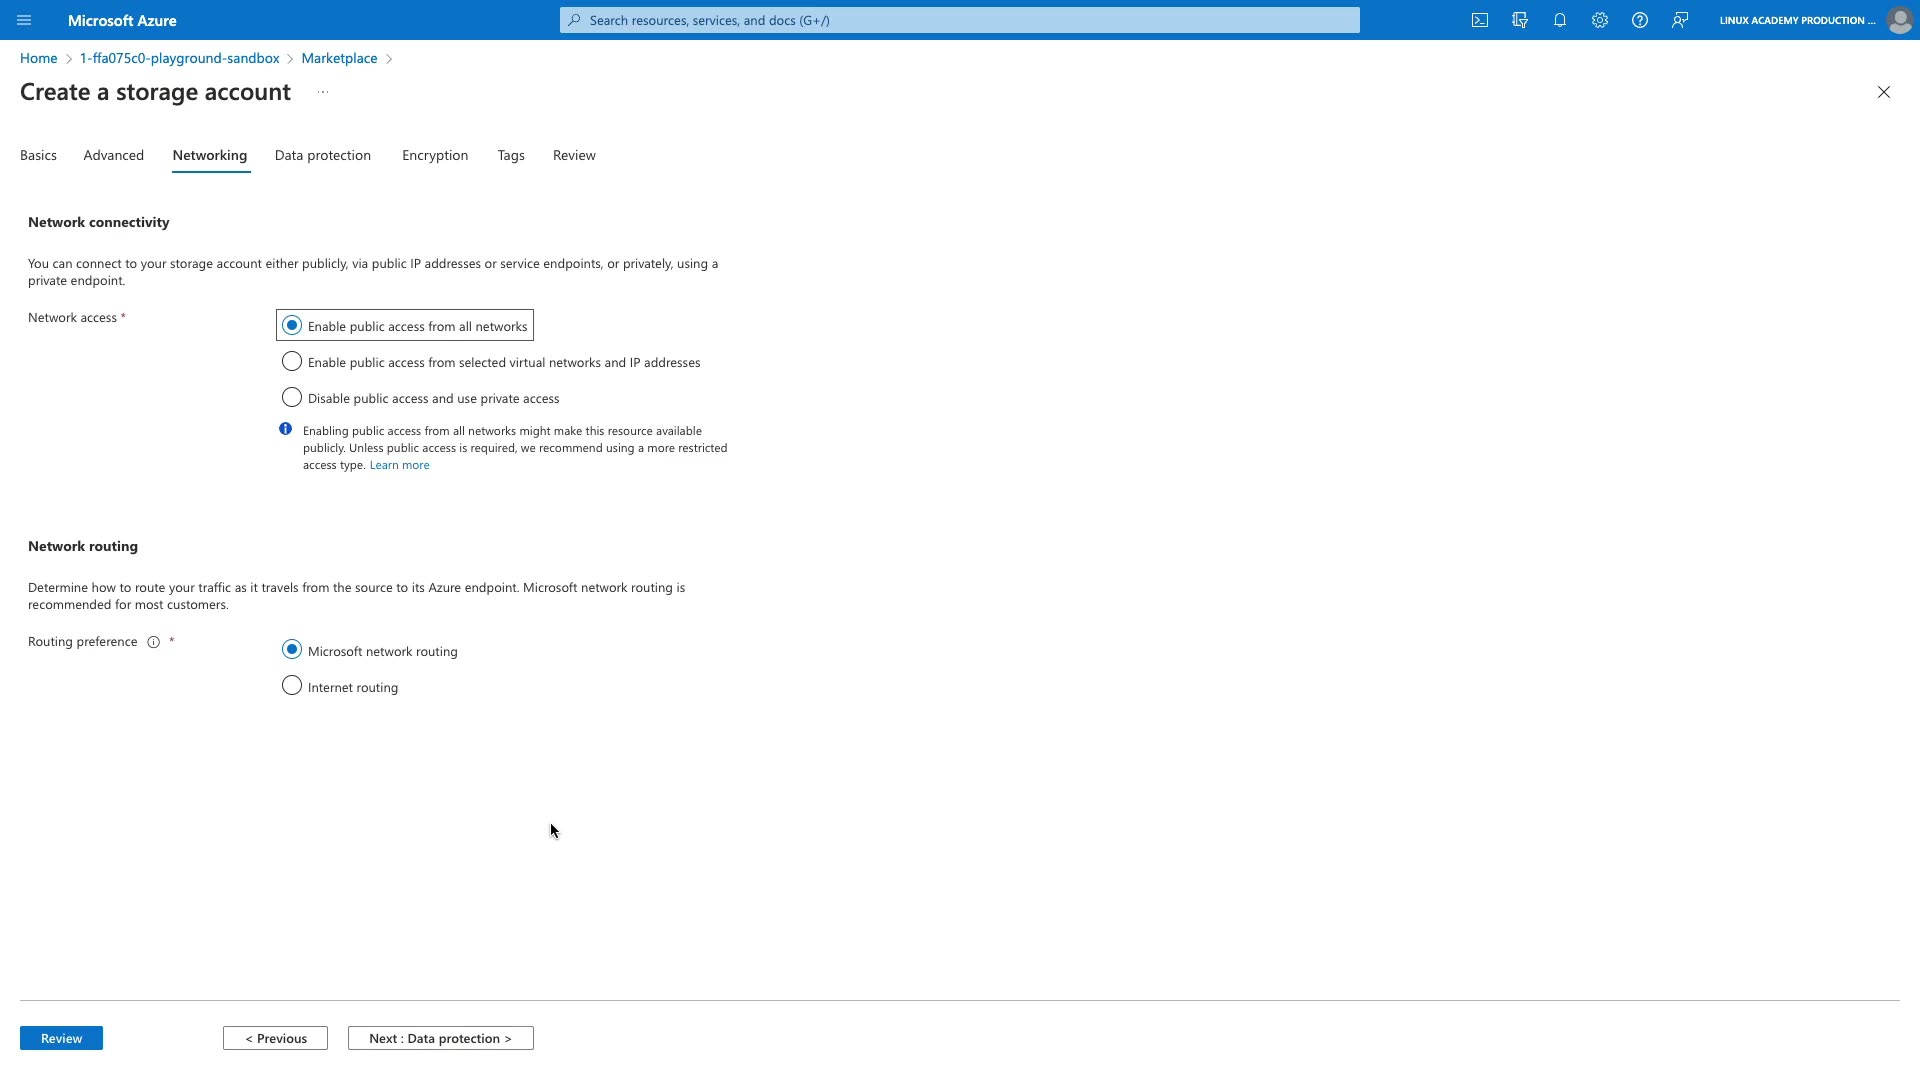 Microsoft Azure
Search resources, services, and docs (G+/)
LINUX ACADEMY PRODUCTION ...
Home > 1-ffa075c0-playground-sandbox > Marketplace >
Create a storage account ...
Basics Advanced Networking Data protection Encryption Tags Review
Network connectivity
You can connect to your storage account either publicly, via public IP addresses or service endpoints, or privately, using a
private endpoint.
Network access *
Enable public access from all networks
Enable public access from selected virtual networks and IP addresses
Disable public access and use private access
Enabling public access from all networks might make this resource available
publicly. Unless public access is required, we recommend using a more restricted
access type. Learn more
Network routing
Determine how to route your traffic as it travels from the source to its Azure endpoint. Microsoft network routing is
recommended for most customers.
Routing preference *
Microsoft network routing
Internet routing
Review
< Previous
Next : Data protection >